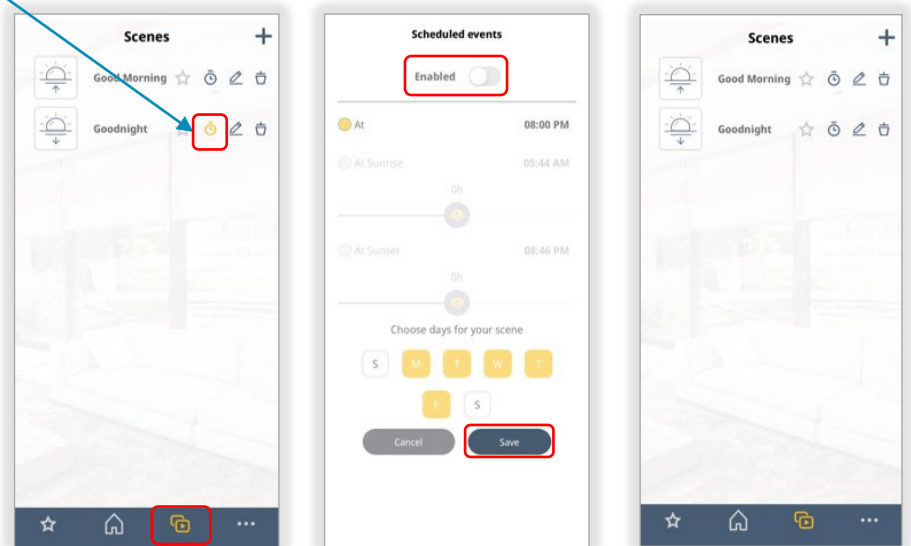 Scenes +
Good Morning
Goodnight
Scheduled events
Enabled
At 08:00 PM
At Sunrise 05:44 AM
0h
At Sunset 08:46 PM
0h
Choose days for your scene
S M T W T
F S
Cancel Save
Scenes +
Good Morning
Goodnight